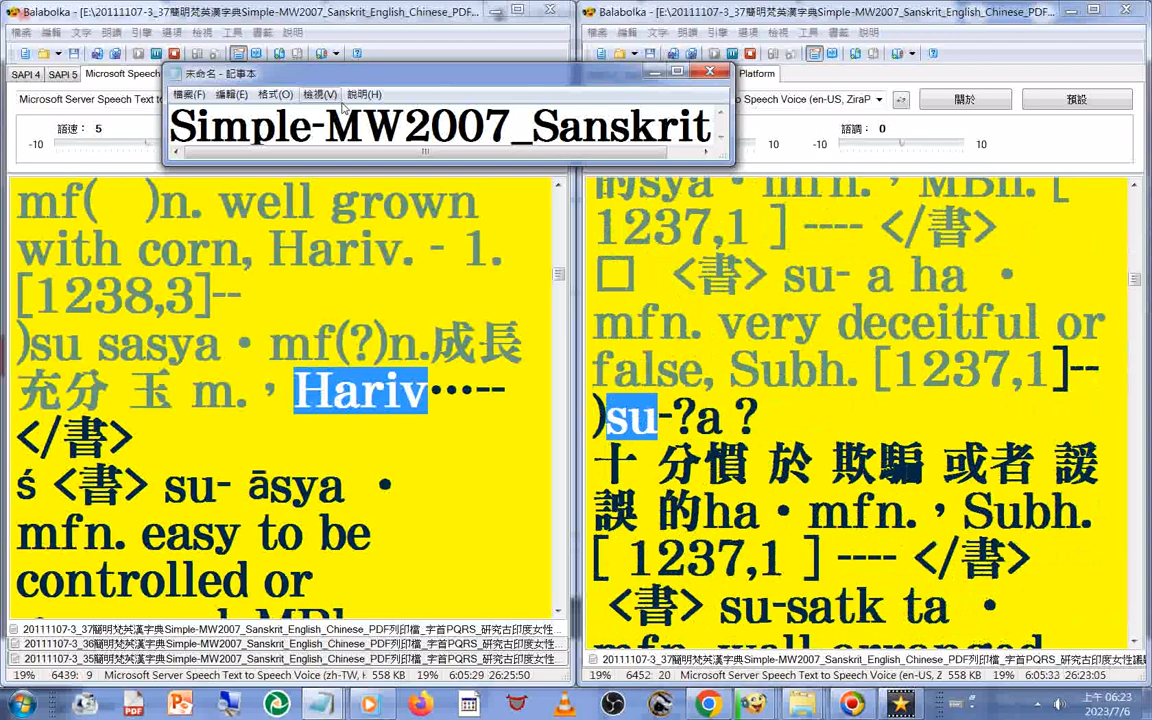 Balabolka - [E:\20111107-3_37簡明梵英漢字典Simple-MW2007_Sanskrit_English_Chinese_PDF...
檔案 編輯 文字 朗讀 引擎 選項 檢視 工具 書籤 說明
SAPI 4 SAPI 5 Microsoft Speech
Microsoft Server Speech Text to
語速： 5
-10
未命名 - 記事本
檔案(F) 編輯(E) 格式(O) 檢視(V) 說明(H)
Simple-MW2007_Sanskrit
mf( )n. well grown
with corn, Hariv. - 1.
[1238,3]--
)su sasya‧mf(?)n.成長
充分 玉 m.，Hariv…--
</書>
ś <書> su- āsya ‧
mfn. easy to be
controlled or
20111107-3_37簡明梵英漢字典Simple-MW2007_Sanskrit_English_Chinese_PDF列印檔_字首PQRS_研究古印度女性...
20111107-3_36簡明梵英漢字典Simple-MW2007_Sanskrit_English_Chinese_PDF列印檔_字首PQRS_研究古印度女性...
20111107-3_35簡明梵英漢字典Simple-MW2007_Sanskrit_English_Chinese_PDF列印檔_字首PQRS_研究古印度女性...
19% 6439: 9 Microsoft Server Speech Text to Speech Voice (zh-TW, H 558 KB 19% 6:05:29 26:25:50
Balabolka - [E:\20111107-3_37簡明梵英漢字典Simple-MW2007_Sanskrit_English_Chinese_PDF...
檔案 編輯 文字 朗讀 引擎 選項 檢視 工具 書籤 說明
Platform
Speech Voice (en-US, ZiraP 關於 預設
語調： 0
10 -10 10
的sya‧mfn.，MBh. [
1237,1 ] ---- </書>
□ <書> su- a ha ‧
mfn. very deceitful or
false, Subh. [1237,1]--
)su-?a ?
十 分慣 於 欺騙 或者 諼
誤 的ha‧mfn.，Subh.
[ 1237,1 ] ---- </書>
<書> su-satk ta ‧
mfn. well arranged
20111107-3_37簡明梵英漢字典Simple-MW2007_Sanskrit_English_Chinese_PDF列印檔_字首PQRS_研究古印度女性議
19% 6452: 20 Microsoft Server Speech Text to Speech Voice (en-US, Z 558 KB 19% 6:05:33 26:23:05
上午 06:23
2023/7/6